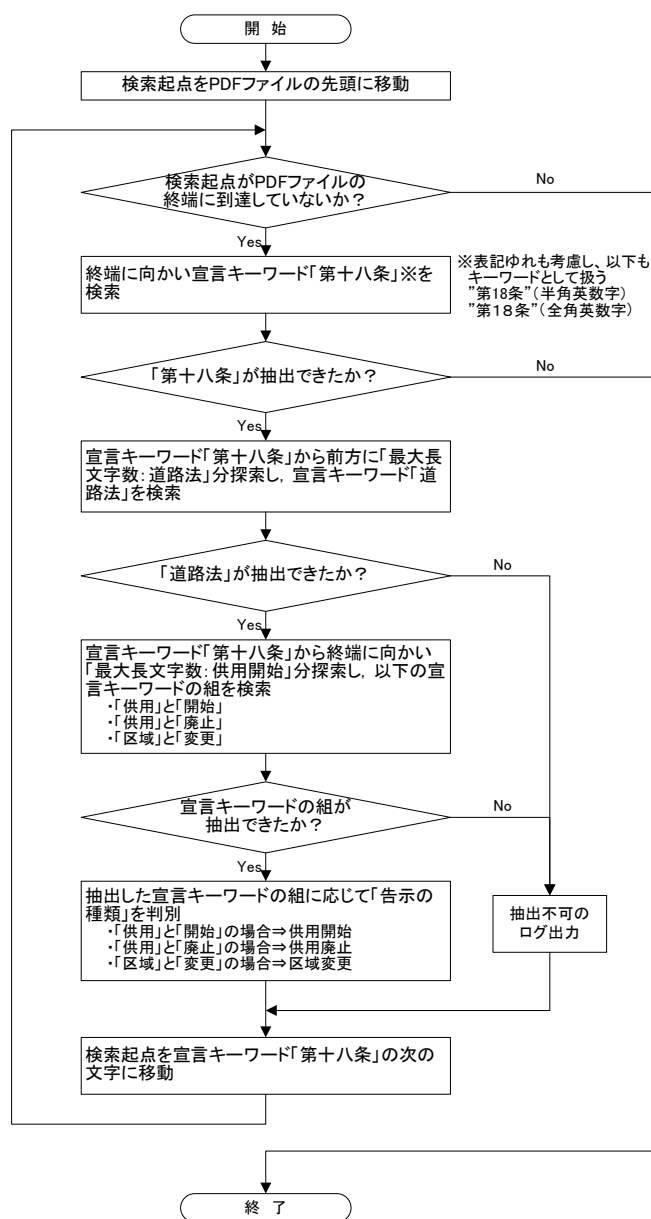 開 始
検索起点をPDFファイルの先頭に移動
検索起点がPDFファイルの
終端に到達していないか？
No
Yes
終端に向かい宣言キーワード「第十八条」※を
検索
※表記ゆれも考慮し、以下も
キーワードとして扱う
”第18条”（半角英数字）
”第１８条”（全角英数字）
「第十八条」が抽出できたか？
No
Yes
宣言キーワード「第十八条」から前方に「最大長
文字数：道路法」分探索し，宣言キーワード「道
路法」を検索
「道路法」が抽出できたか？
No
Yes
宣言キーワード「第十八条」から終端に向かい
「最大長文字数：供用開始」分探索し，以下の宣
言キーワードの組を検索
・「供用」と「開始」
・「供用」と「廃止」
・「区域」と「変更」
宣言キーワードの組が
抽出できたか？
No
Yes
抽出した宣言キーワードの組に応じて「告示の
種類」を判別
・「供用」と「開始」の場合⇒供用開始
・「供用」と「廃止」の場合⇒供用廃止
・「区域」と「変更」の場合⇒区域変更
抽出不可の
ログ出力
検索起点を宣言キーワード「第十八条」の次の
文字に移動
終 了